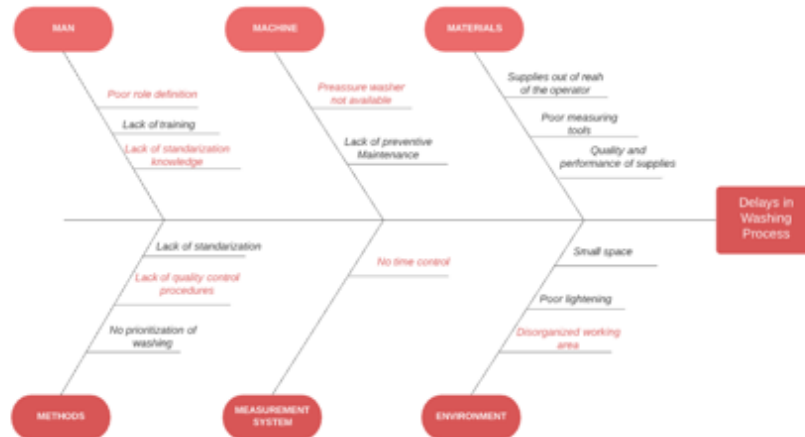 MAN
MACHINE
MATERIALS
Poor role definition
Lack of training
Lack of standarization
knowledge
Preassure washer
not available
Lack of preventive
Maintenance
Supplies out of reah
of the operator
Poor measuring
tools
Quality and
performance of supplies
Delays in
Washing
Process
Lack of standarization
Lack of quality control
procedures
No prioritization of
washing
No time control
Small space
Poor lightening
Disorganized working
area
METHODS
MEASUREMENT
SYSTEM
ENVIRONMENT